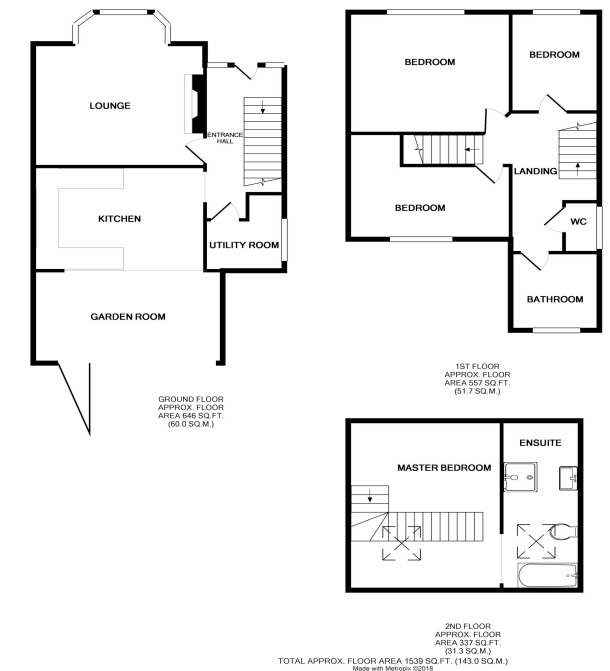 LOUNGE
ENTRANCE
HALL
KITCHEN
UTILITY ROOM
GARDEN ROOM
GROUND FLOOR
APPROX. FLOOR
AREA 646 SQ.FT.
(60.0 SQ.M.)
BEDROOM
BEDROOM
LANDING
BEDROOM
WC
BATHROOM
1ST FLOOR
APPROX. FLOOR
AREA 557 SQ.FT.
(51.7 SQ.M.)
ENSUITE
MASTER BEDROOM
2ND FLOOR
APPROX. FLOOR
AREA 337 SQ.FT.
(31.3 SQ.M.)
TOTAL APPROX. FLOOR AREA 1539 SQ.FT. (143.0 SQ.M.)
Made with Metropix ©2018